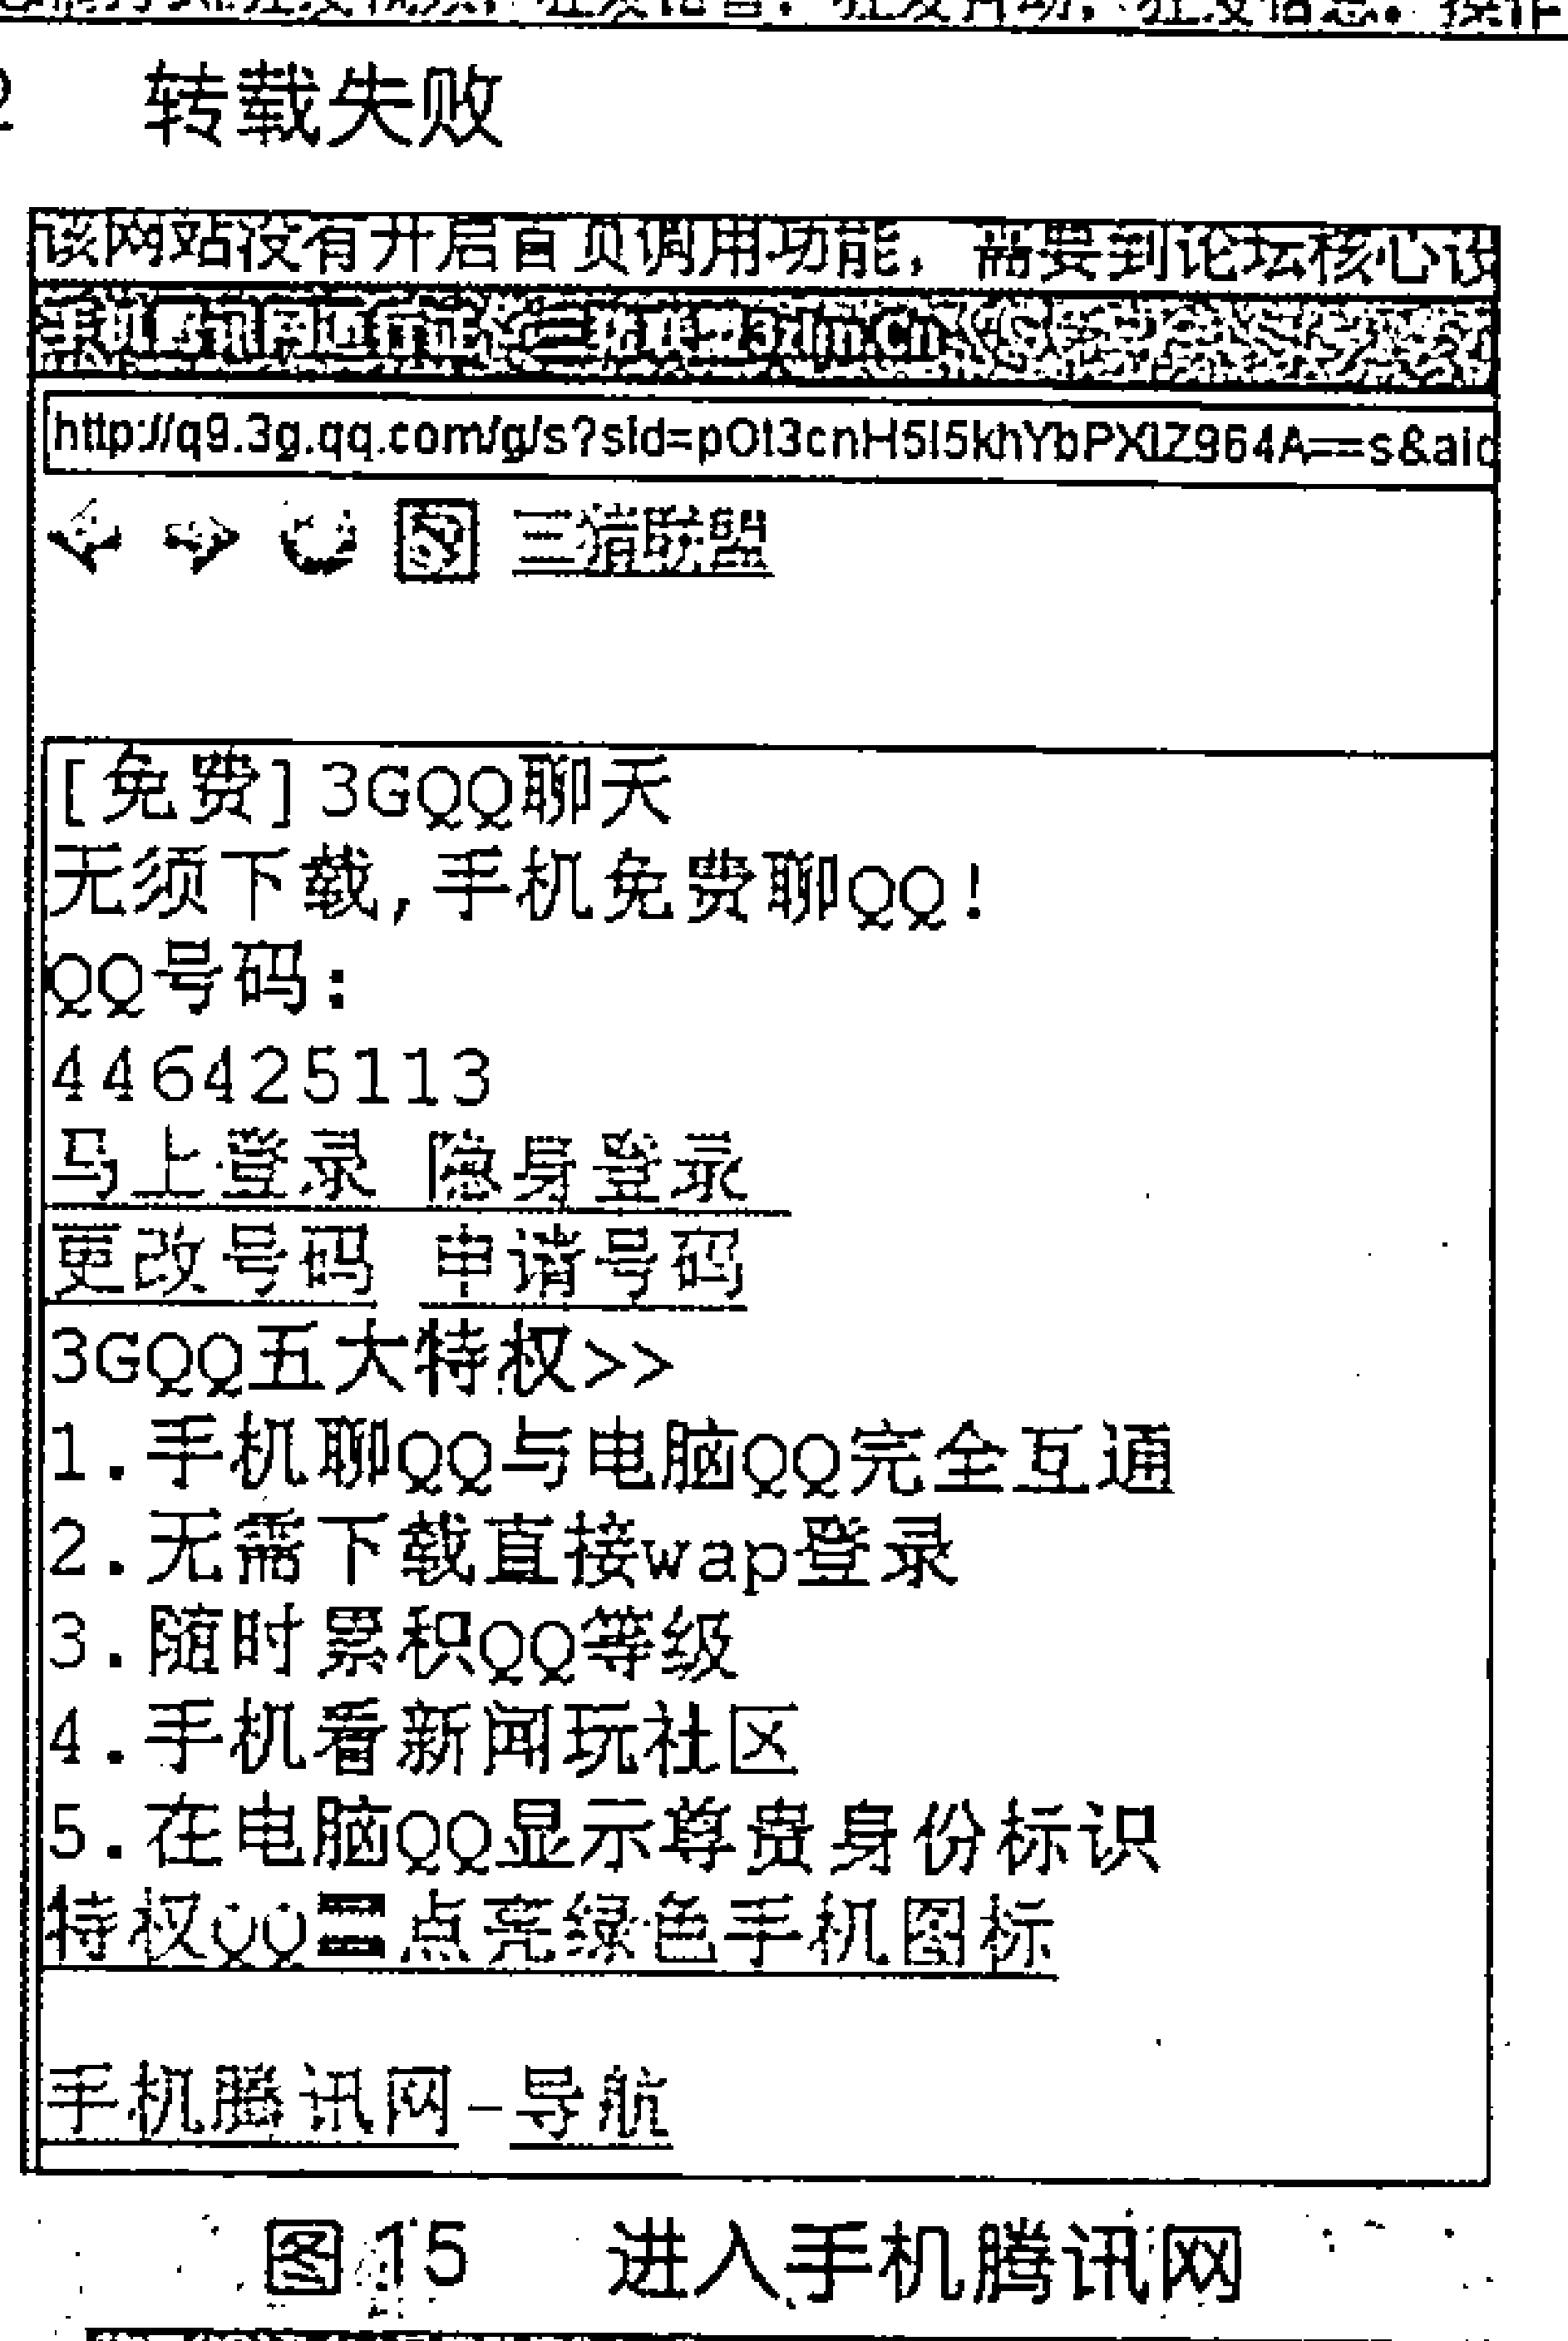 2 转载失败
该网站没有开启首页调用功能，需要到论坛核心设
http://q9.3g.qq.com/g/s?sid=pOt3cnH5I5khYbPXIZ964A==s&aid
三猪联盟
[免费]3GQQ聊天
无须下载,手机免费聊QQ!
QQ号码:
446425113
马上登录 隐身登录
更改号码 申请号码
3GQQ五大特权>>
1.手机聊QQ与电脑QQ完全互通
2.无需下载直接wap登录
3.随时累积QQ等级
4.手机看新闻玩社区
5.在电脑QQ显示尊贵身份标识
特权QQ 点亮绿色手机图标
手机腾讯网-导航
图 15 进入手机腾讯网